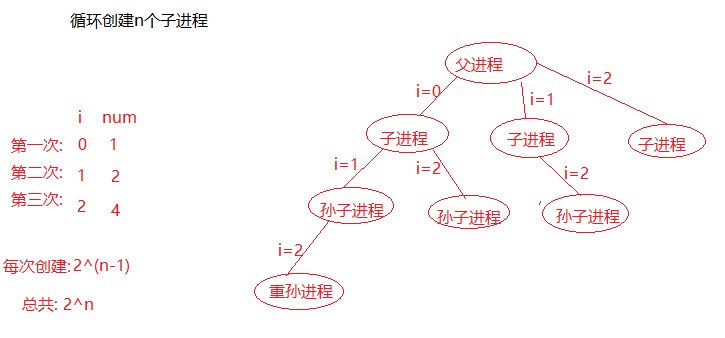 循环创建n个子进程
i num
第一次: 0 1
第二次: 1 2
第三次: 2 4
每次创建:2^(n-1)
总共: 2^n
父进程
i=0
i=1
i=2
子进程
子进程
子进程
i=1
i=2
i=2
孙子进程
孙子进程
孙子进程
i=2
重孙进程